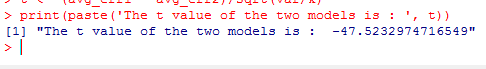 > print(paste('The t value of the two models is : ', t))
[1] "The t value of the two models is :  -47.5232974716549"
>